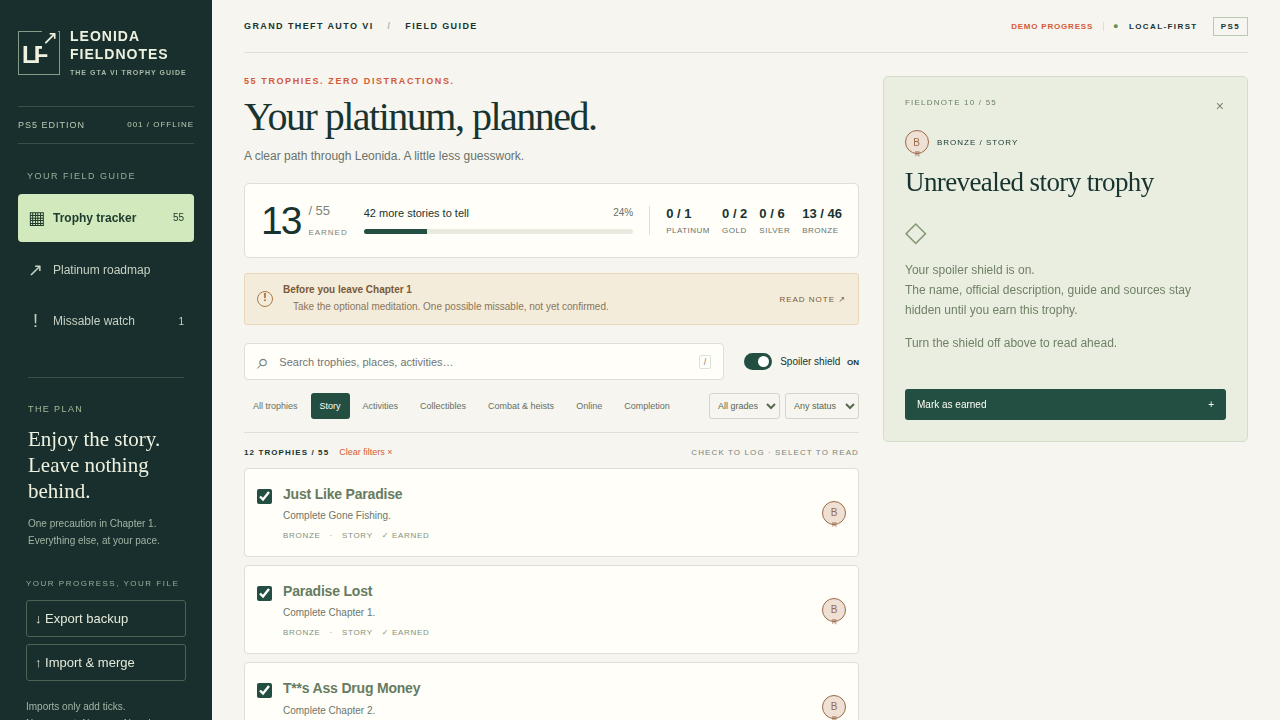 LF
LEONIDA
FIELDNOTES
THE GTA VI TROPHY GUIDE
PS5 EDITION
001 / OFFLINE
YOUR FIELD GUIDE
Trophy tracker 55
Platinum roadmap
Missable watch 1
THE PLAN
Enjoy the story.
Leave nothing
behind.
One precaution in Chapter 1.
Everything else, at your pace.
YOUR PROGRESS, YOUR FILE
↓ Export backup
↑ Import & merge
Imports only add ticks.
GRAND THEFT AUTO VI / FIELD GUIDE
DEMO PROGRESS
LOCAL-FIRST
PS5
55 TROPHIES. ZERO DISTRACTIONS.
Your platinum, planned.
A clear path through Leonida. A little less guesswork.
13 / 55 EARNED
42 more stories to tell 24%
0 / 1 PLATINUM
0 / 2 GOLD
0 / 6 SILVER
13 / 46 BRONZE
Before you leave Chapter 1
Take the optional meditation. One possible missable, not yet confirmed.
READ NOTE ↗
Search trophies, places, activities… /
Spoiler shield ON
All trophies Story Activities Collectibles Combat & heists Online Completion
All grades Any status
12 TROPHIES / 55 Clear filters ×
CHECK TO LOG · SELECT TO READ
Just Like Paradise
Complete Gone Fishing.
BRONZE · STORY ✓ EARNED
BR
Paradise Lost
Complete Chapter 1.
BRONZE · STORY ✓ EARNED
BR
T**s Ass Drug Money
Complete Chapter 2.
BR
FIELDNOTE 10 / 55 ×
BR
BRONZE / STORY
Unrevealed story trophy
Your spoiler shield is on.
The name, official description, guide and sources stay
hidden until you earn this trophy.
Turn the shield off above to read ahead.
Mark as earned +